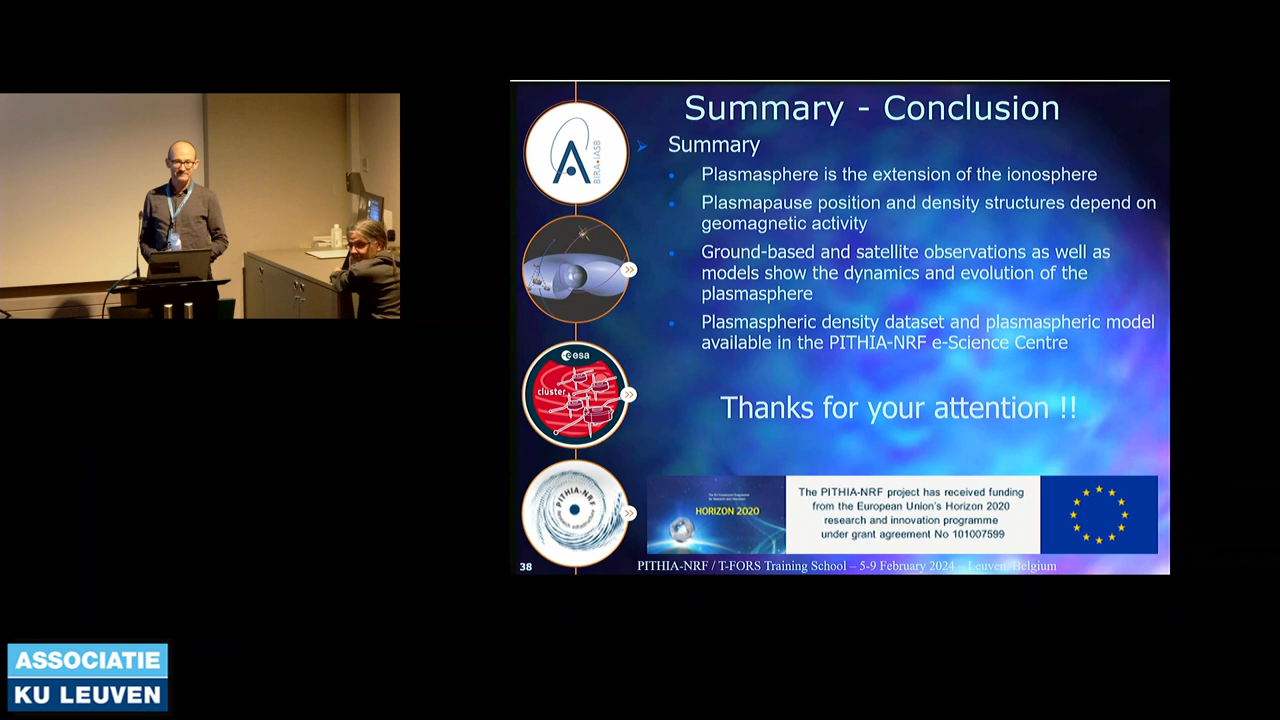 Summary - Conclusion
Summary
Plasmasphere is the extension of the ionosphere
Plasmapause position and density structures depend on
geomagnetic activity
Ground-based and satellite observations as well as
models show the dynamics and evolution of the
plasmasphere
Plasmaspheric density dataset and plasmaspheric model
available in the PITHIA-NRF e-Science Centre
Thanks for your attention !!
BIRA•IASB
esa
cluster
PITHIA-NRF
HORIZON 2020
The PITHIA-NRF project has received funding
from the European Union's Horizon 2020
research and innovation programme
under grant agreement No 101007599
38
PITHIA-NRF / T-FORS Training School – 5-9 February 2024 – Leuven, Belgium
ASSOCIATIE
KU LEUVEN